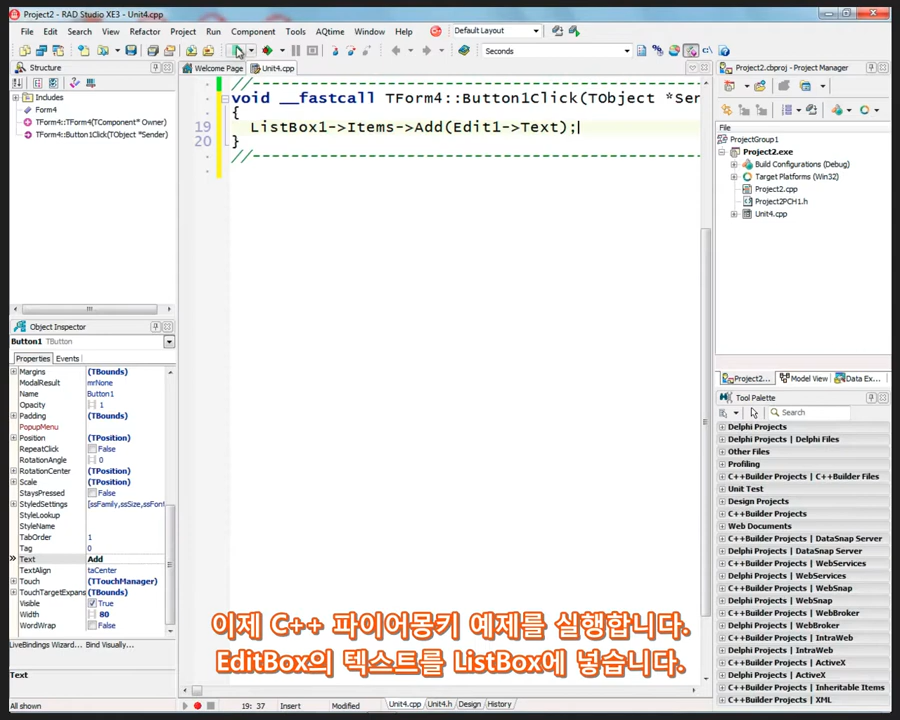 Project2 - RAD Studio XE3 - Unit4.cpp
File Edit Search View Refactor Project Run Component Tools AQtime Window Help Default Layout
Seconds
Structure
Includes
Form4
TForm4::TForm4(TComponent* Owner)
TForm4::Button1Click(TObject *Sender)
Welcome Page Unit4.cpp
//--------------------------------------------------------
void __fastcall TForm4::Button1Click(TObject *Sen
{
19 ListBox1->Items->Add(Edit1->Text);
20 }
//--------------------------------------------------------
Project2.cbproj - Project Manager
File
ProjectGroup1
Project2.exe
Build Configurations (Debug)
Target Platforms (Win32)
Project2.cpp
Project2PCH1.h
Unit4.cpp
Project2... Model View Data Ex...
Object Inspector
Button1 TButton
Properties Events
Margins (TBounds)
ModalResult mrNone
Name Button1
Opacity 1
Padding (TBounds)
PopupMenu
Position (TPosition)
RepeatClick False
RotationAngle 0
RotationCenter (TPosition)
Scale (TPosition)
StaysPressed False
StyledSettings [ssFamily,ssSize,ssFont
StyleLookup
StyleName
TabOrder 1
Tag 0
Text Add
TextAlign taCenter
Touch (TTouchManager)
TouchTargetExpans (TBounds)
Visible True
Width 80
WordWrap False
LiveBindings Wizard... Bind Visually...
Text
All shown
Tool Palette
Search
Delphi Projects
Delphi Projects | Delphi Files
Other Files
Profiling
C++Builder Projects | C++Builder Files
Unit Test
Design Projects
C++Builder Projects
Web Documents
C++Builder Projects | DataSnap Server
Delphi Projects | DataSnap Server
C++Builder Projects | WebServices
Delphi Projects | WebServices
C++Builder Projects | WebSnap
Delphi Projects | WebSnap
C++Builder Projects | WebBroker
Delphi Projects | WebBroker
C++Builder Projects | IntraWeb
Delphi Projects | IntraWeb
C++Builder Projects | ActiveX
Delphi Projects | ActiveX
C++Builder Projects | Inheritable Items
C++Builder Projects | XML
이제 C++ 파이어몽키 예제를 실행합니다.
EditBox의 텍스트를 ListBox에 넣습니다.
19: 37 Insert Modified Unit4.cpp Unit4.h Design History